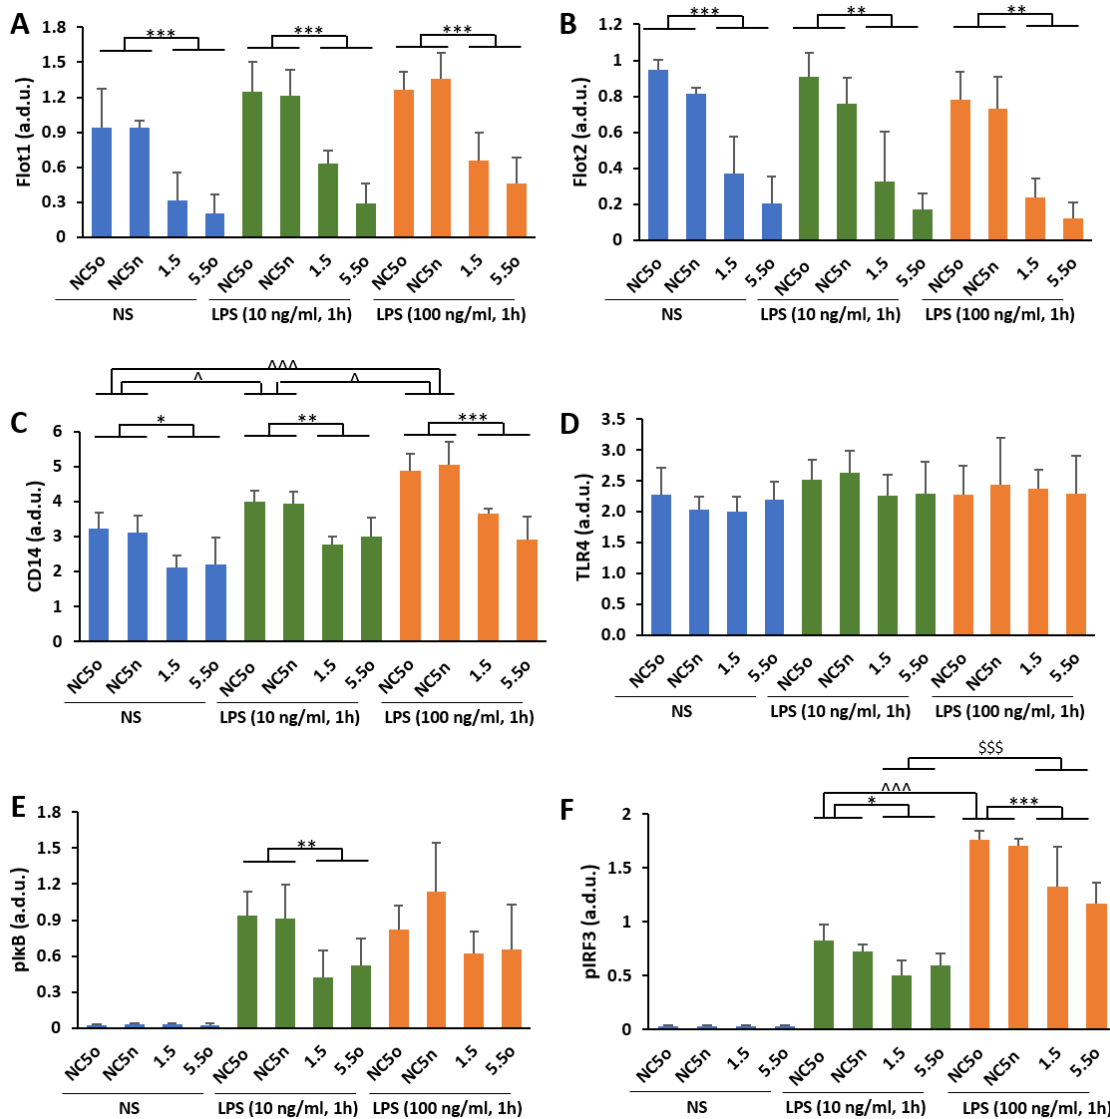 A
Flot1 (a.d.u.)
1.8
1.5
1.2
0.9
0.6
0.3
0
*** *** ***
NC5o NC5n 1.5 5.5o NC5o NC5n 1.5 5.5o NC5o NC5n 1.5 5.5o
NS LPS (10 ng/ml, 1h) LPS (100 ng/ml, 1h)
B
Flot2 (a.d.u.)
1.2
1
0.8
0.6
0.4
0.2
0
*** ** **
NC5o NC5n 1.5 5.5o NC5o NC5n 1.5 5.5o NC5o NC5n 1.5 5.5o
NS LPS (10 ng/ml, 1h) LPS (100 ng/ml, 1h)
^^^
^ ^
C
CD14 (a.d.u.)
6
5
4
3
2
1
0
* ** ***
NC5o NC5n 1.5 5.5o NC5o NC5n 1.5 5.5o NC5o NC5n 1.5 5.5o
NS LPS (10 ng/ml, 1h) LPS (100 ng/ml, 1h)
D
TLR4 (a.d.u.)
3.5
3.0
2.5
2.0
1.5
1.0
0.5
0.0
NC5o NC5n 1.5 5.5o NC5o NC5n 1.5 5.5o NC5o NC5n 1.5 5.5o
NS LPS (10 ng/ml, 1h) LPS (100 ng/ml, 1h)
E
pIκB (a.d.u.)
1.8
1.5
1.2
0.9
0.6
0.3
0
**
NC5o NC5n 1.5 5.5o NC5o NC5n 1.5 5.5o NC5o NC5n 1.5 5.5o
NS LPS (10 ng/ml, 1h) LPS (100 ng/ml, 1h)
$$$
^^^
F
pIRF3 (a.d.u.)
2
1.5
1
0.5
0
* ***
NC5o NC5n 1.5 5.5o NC5o NC5n 1.5 5.5o NC5o NC5n 1.5 5.5o
NS LPS (10 ng/ml, 1h) LPS (100 ng/ml, 1h)